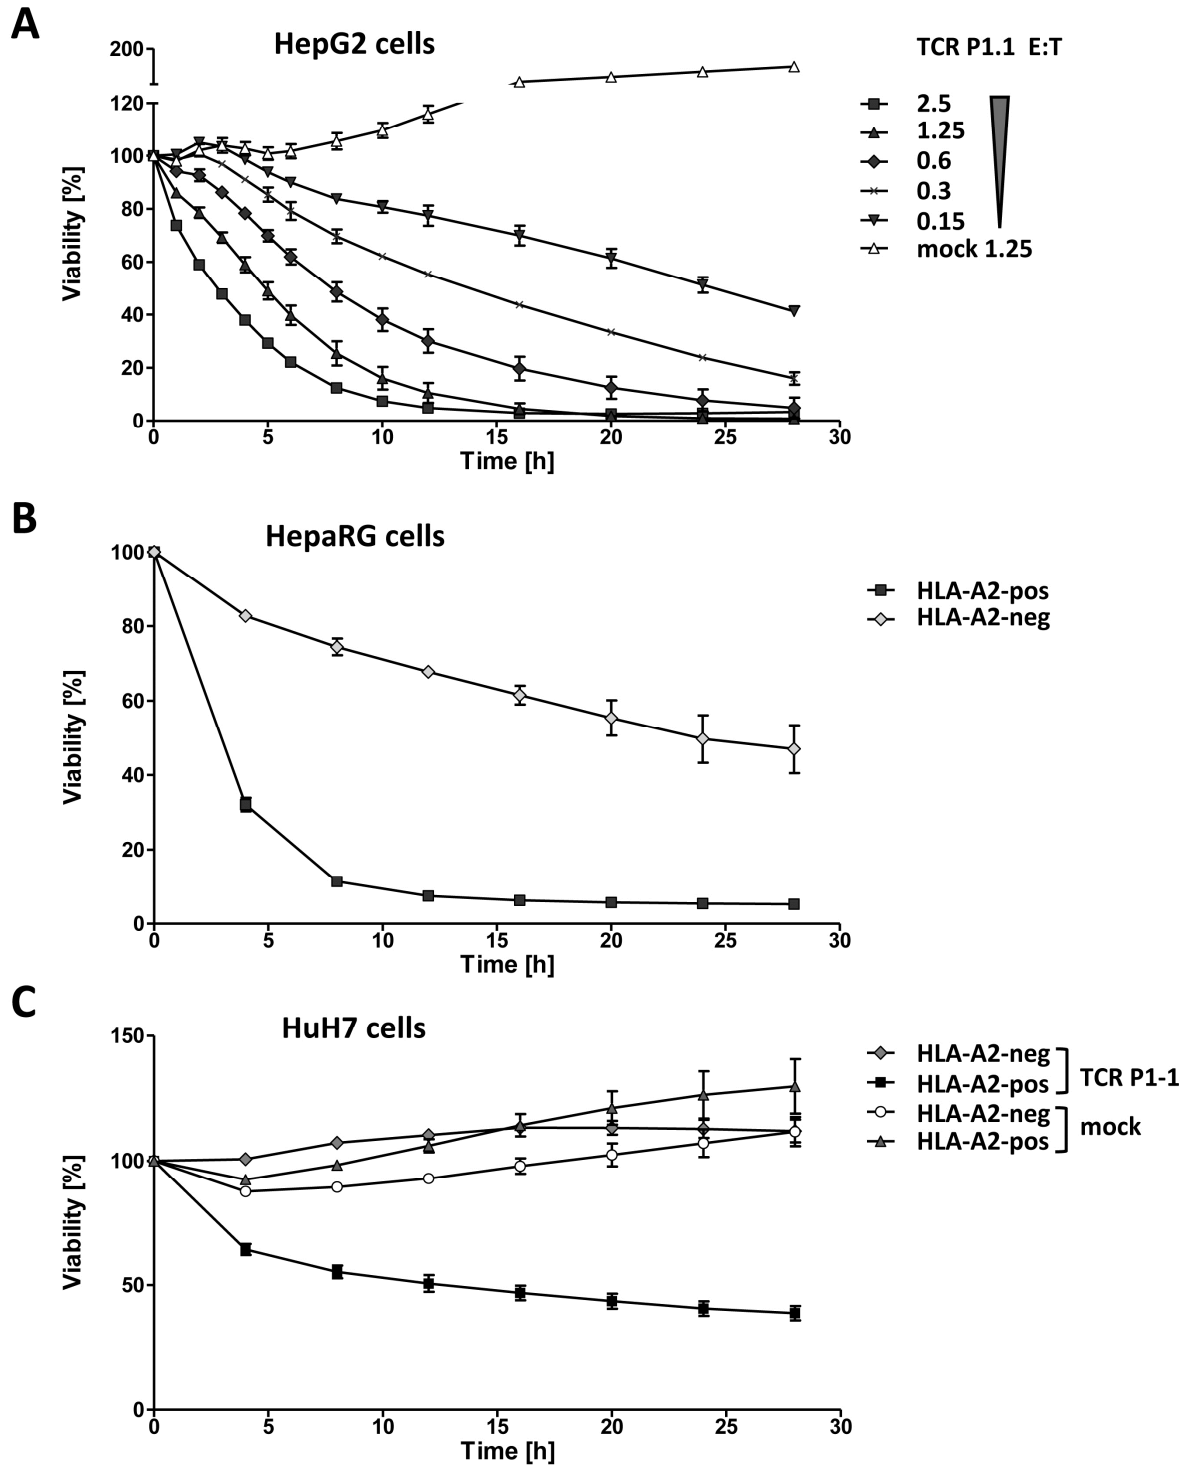 A
HepG2 cells
TCR P1.1 E:T
200
120
100
80
60
40
20
0
Viability [%]
0 5 10 15 20 25 30
Time [h]
2.5
1.25
0.6
0.3
0.15
mock 1.25
B
HepaRG cells
100
80
60
40
20
0
Viability [%]
0 5 10 15 20 25 30
Time [h]
HLA-A2-pos
HLA-A2-neg
C
HuH7 cells
150
100
50
0
Viability [%]
0 5 10 15 20 25 30
Time [h]
HLA-A2-neg
HLA-A2-pos
TCR P1-1
HLA-A2-neg
HLA-A2-pos
mock